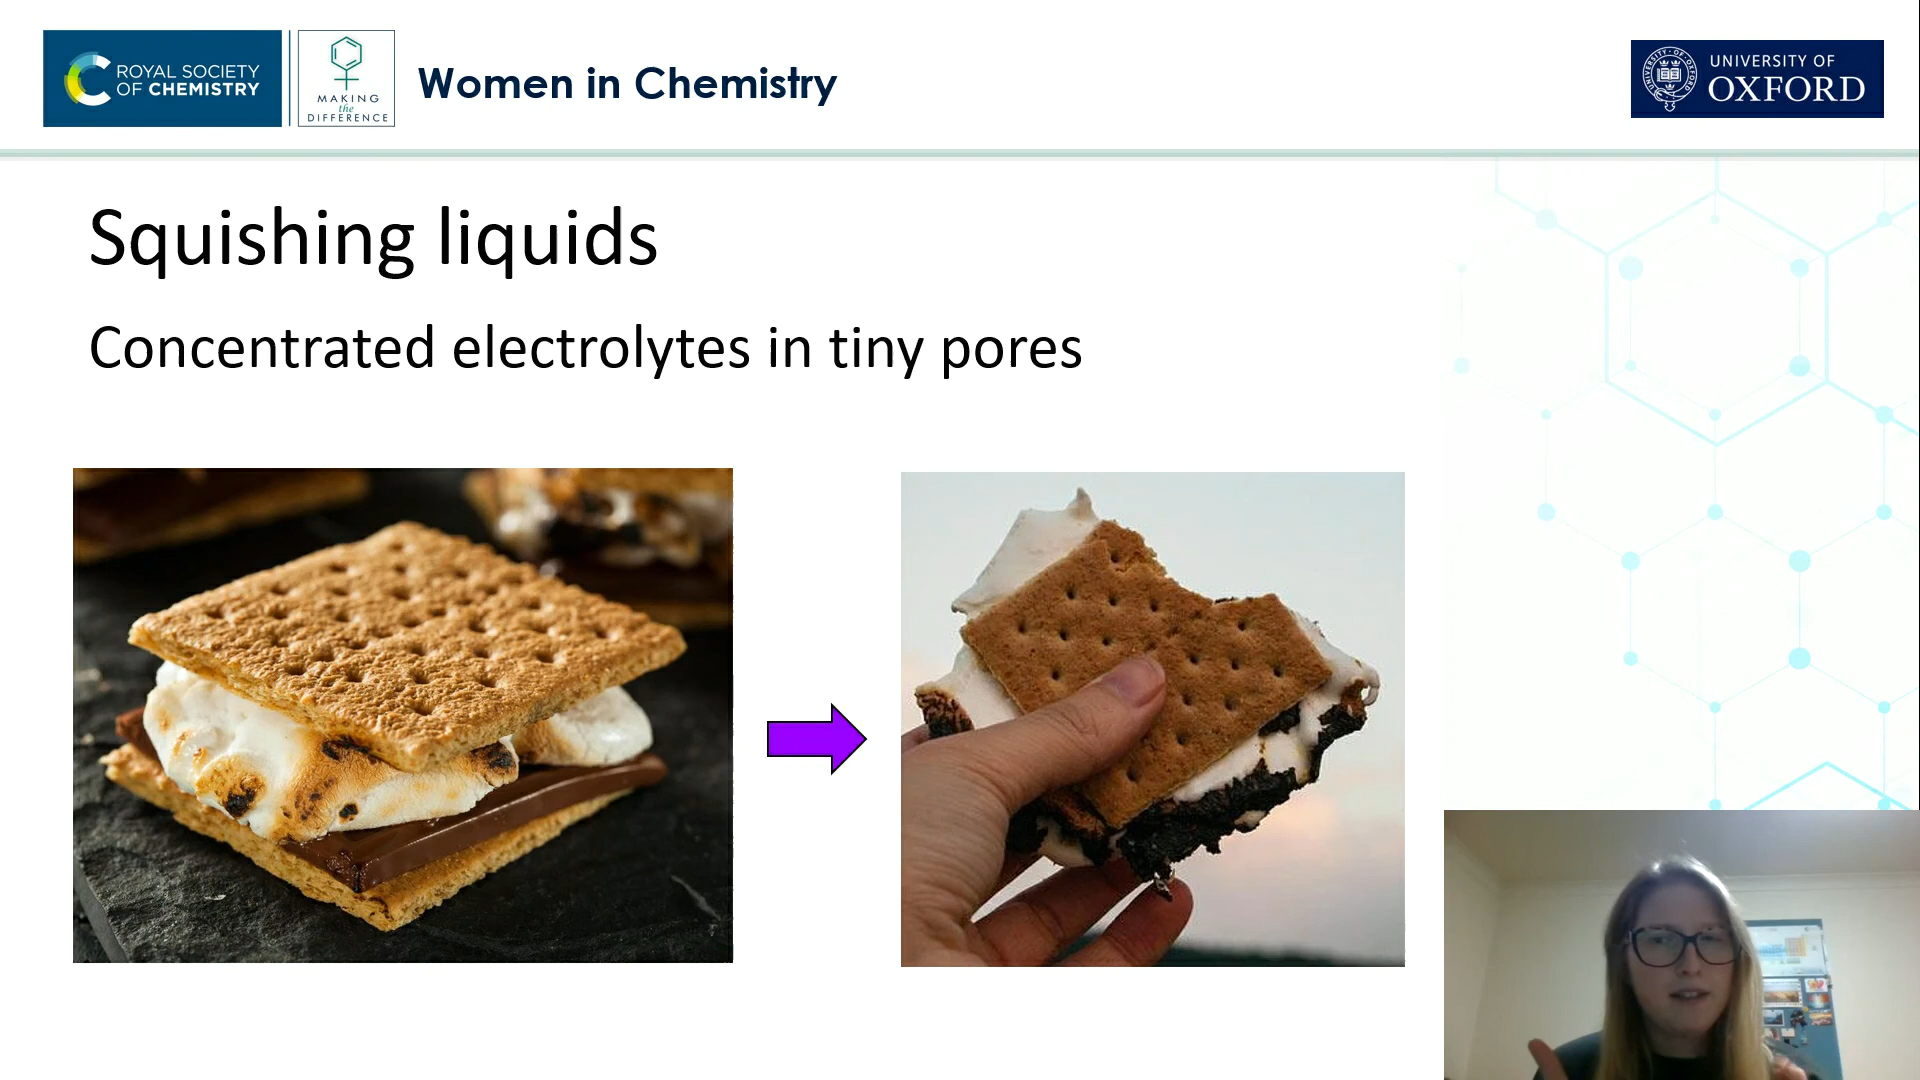 ROYAL SOCIETY
OF CHEMISTRY
MAKING
the
DIFFERENCE
Women in Chemistry
UNIVERSITY OF
OXFORD
Squishing liquids
Concentrated electrolytes in tiny pores